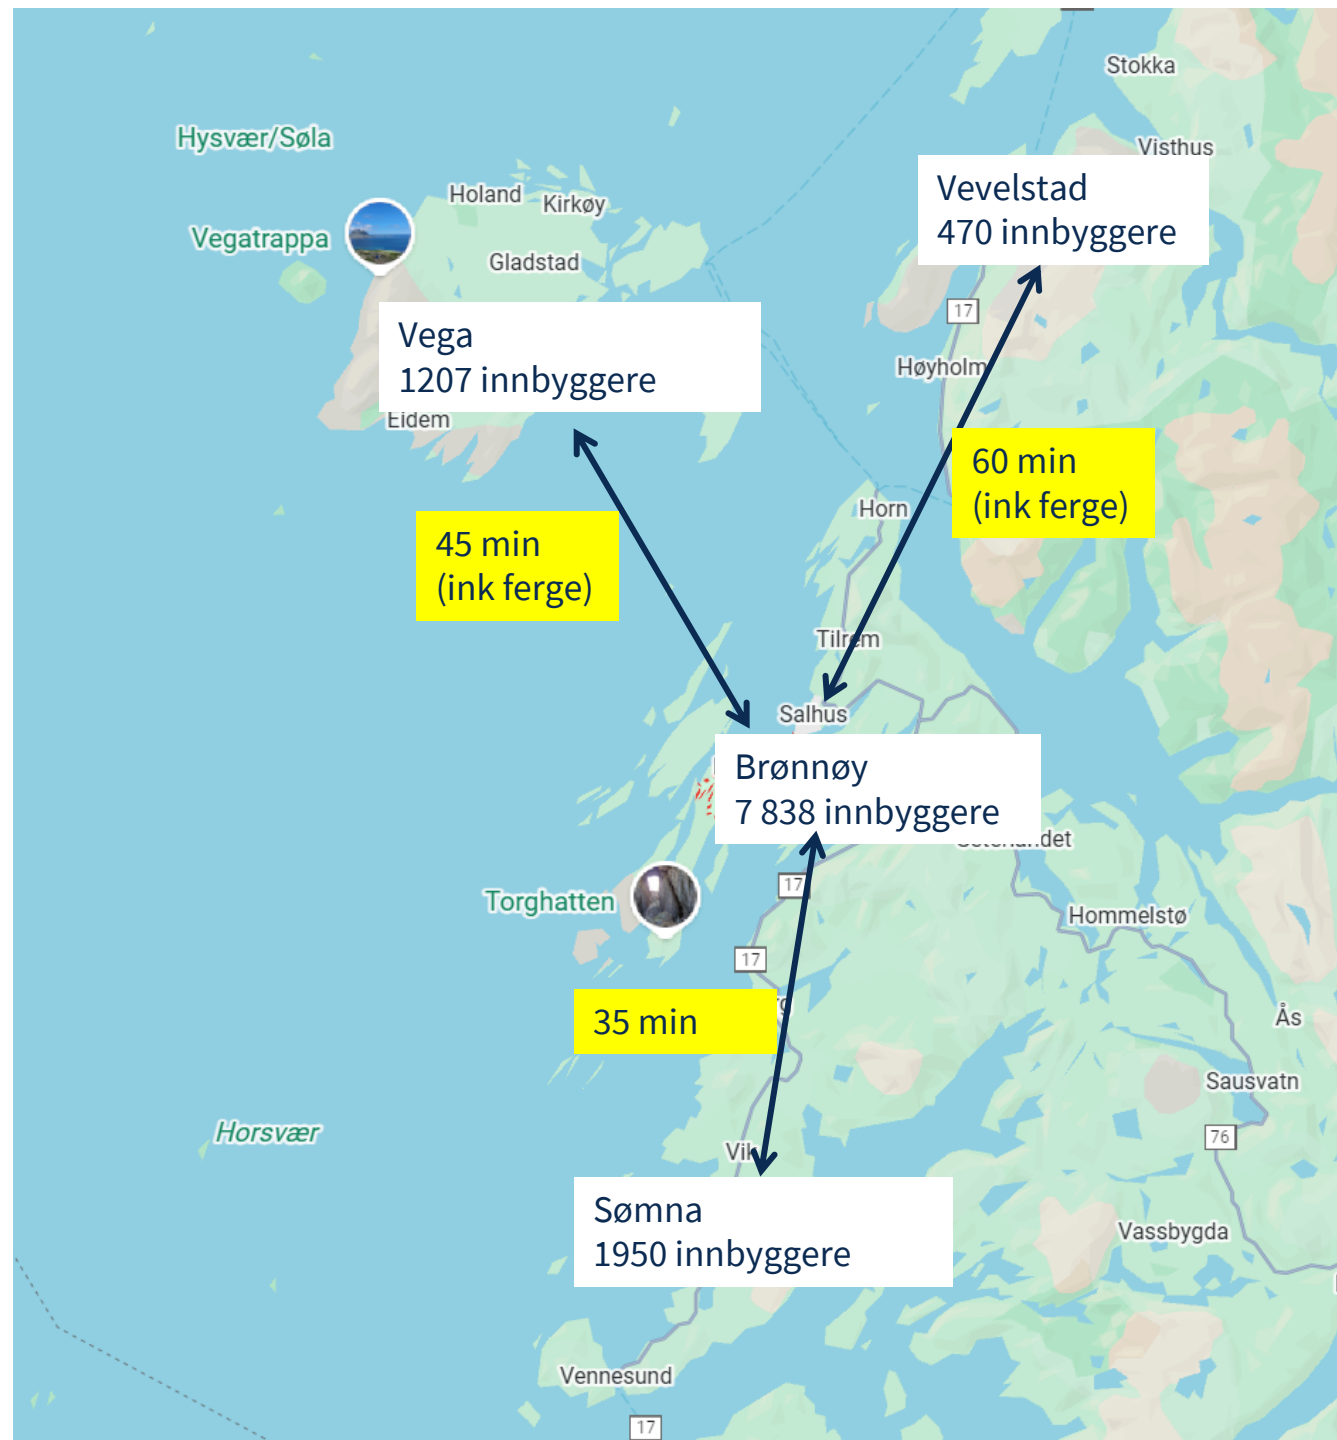 Stokka
Hysvær/Søla
Visthus
Vevelstad
470 innbyggere
Holand
Kirkøy
Vegatrappa
Gladstad
17
Vega
1207 innbyggere
Høyholm
Eidem
60 min
(ink ferge)
Horn
45 min
(ink ferge)
Tilrem
Salhus
Brønnøy
7 838 innbyggere
17
Torghatten
Hommelstø
17
35 min
Ås
Sausvatn
Horsvær
76
Vik
Sømna
1950 innbyggere
Vassbygda
Vennesund
17